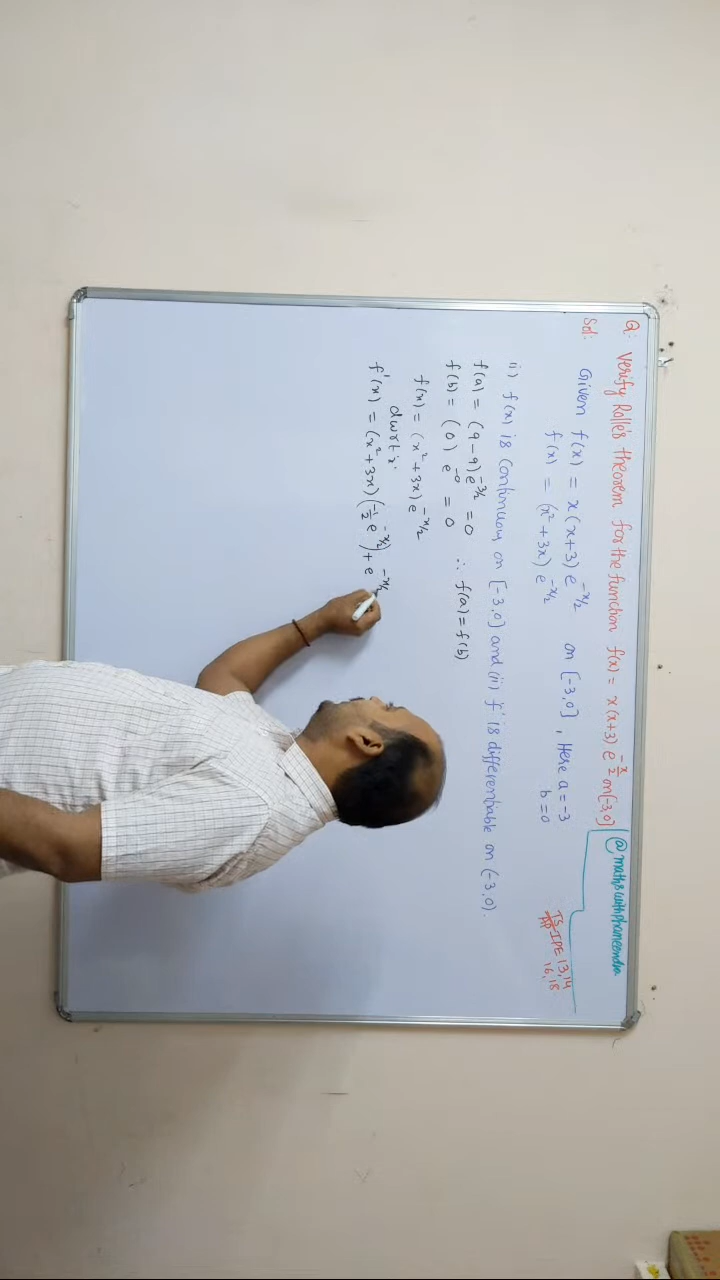 Q: Verify Rolle's theorem for the function f(x) = x(x+3) e^{-x/2} on [-3,0]
@mathswithphaneendra
Sol: Given f(x) = x(x+3) e^{-x/2} on [-3,0], Here a = -3
b = 0
f(x) = (x²+3x) e^{-x/2}
TS IPE 13,14
16,18
i) f(x) is continuous on [-3,0] and (ii) 'f' is differentiable on (-3,0).
f(a) = (9-9) e^{-3/2} = 0
f(b) = (0) e^{-0} = 0 ∴ f(a) = f(b)
f(x) = (x²+3x) e^{-x/2}
dwrt 'x'
f'(x) = (x²+3x)(-1/2 e^{-x/2}) + e^{-x/2}